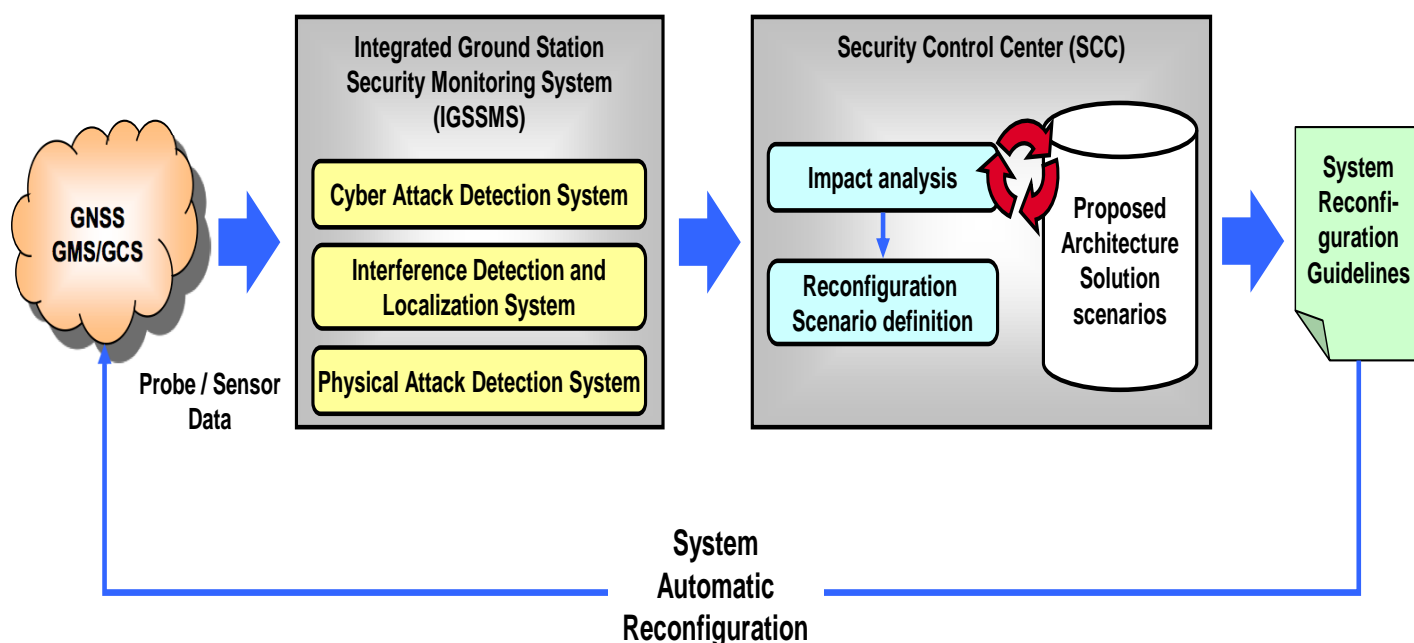 Integrated Ground Station
Security Monitoring System
(IGSSMS)
Security Control Center (SCC)
GNSS
GMS/GCS
Cyber Attack Detection System
Interference Detection and
Localization System
Physical Attack Detection System
Probe / Sensor
Data
Impact analysis
Reconfiguration
Scenario definition
Proposed
Architecture
Solution
scenarios
System
Reconfi-
guration
Guidelines
System
Automatic
Reconfiguration